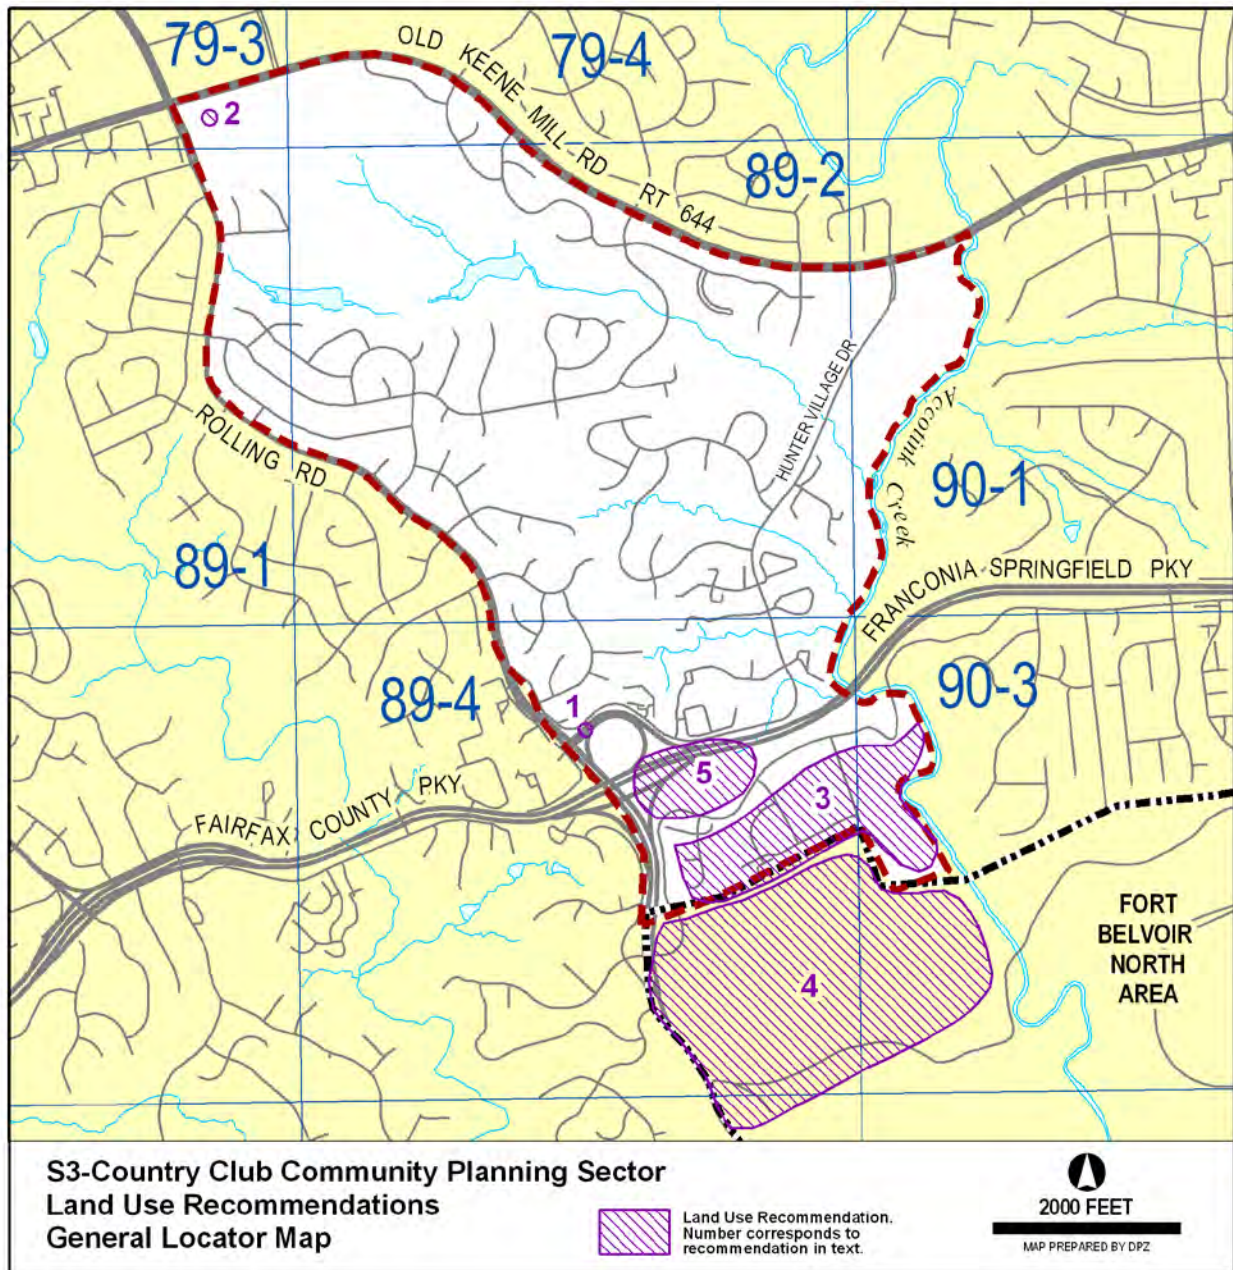 79-3
OLD KEENE MILL RD RT 644
79-4
2
89-2
HUNTER VILLAGE DR
Accotink Creek
ROLLING RD
90-1
89-1
FRANCONIA-SPRINGFIELD PKY
89-4
90-3
1
5
3
FAIRFAX COUNTY PKY
FORT
BELVOIR
NORTH
AREA
4
S3-Country Club Community Planning Sector
Land Use Recommendations
General Locator Map
Land Use Recommendation.
Number corresponds to
recommendation in text.
2000 FEET
MAP PREPARED BY DPZ